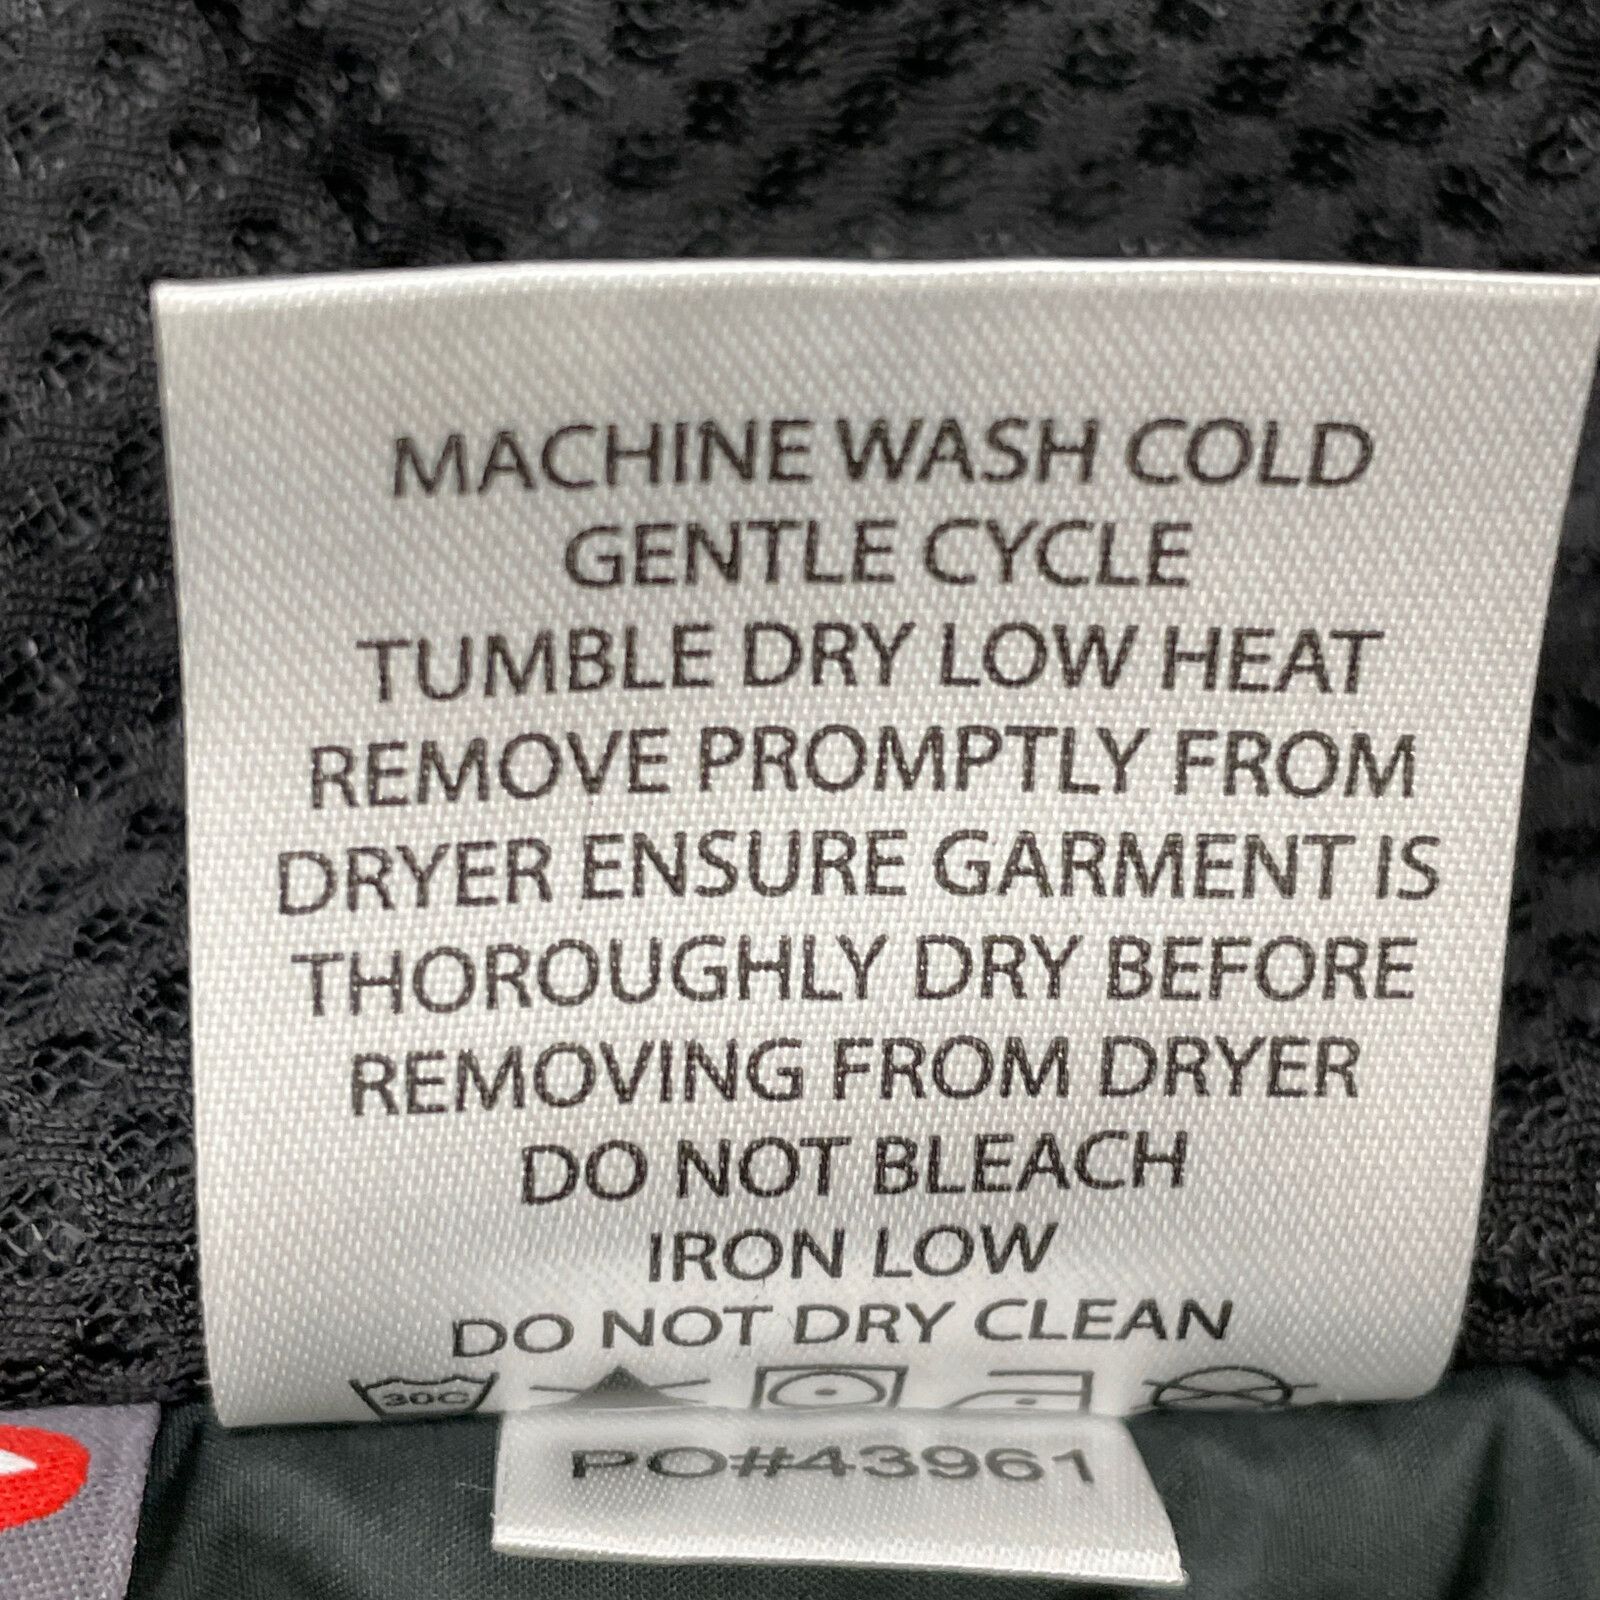 MACHINE WASH COLD
GENTLE CYCLE
TUMBLE DRY LOW HEAT
REMOVE PROMPTLY FROM
DRYER ENSURE GARMENT IS
THOROUGHLY DRY BEFORE
REMOVING FROM DRYER
DO NOT BLEACH
IRON LOW
DO NOT DRY CLEAN
30C
PO#43961